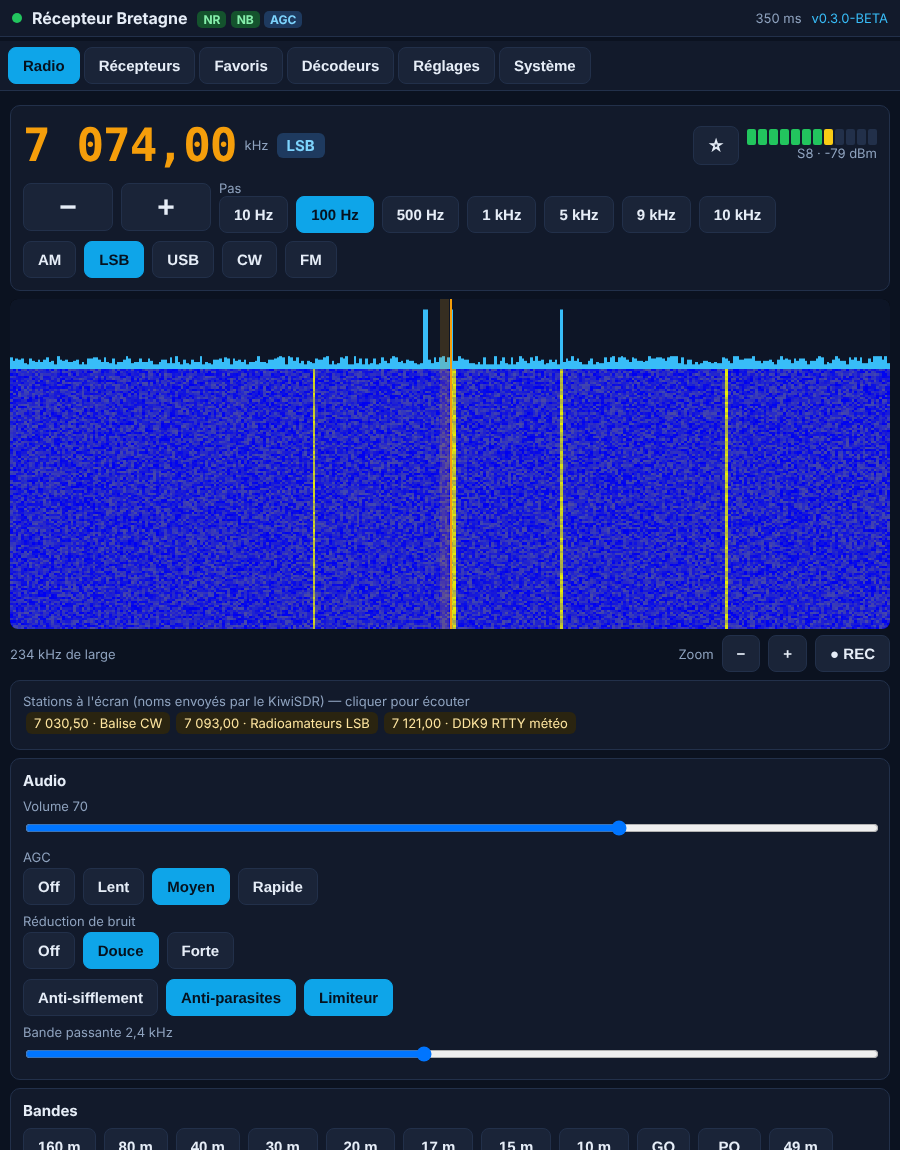 Récepteur Bretagne NR NB AGC 350 ms v0.3.0-BETA
Radio Récepteurs Favoris Décodeurs Réglages Système
7 074,00 kHz LSB ☆ S8 · -79 dBm
Pas
− + 10 Hz 100 Hz 500 Hz 1 kHz 5 kHz 9 kHz 10 kHz
AM LSB USB CW FM
234 kHz de large Zoom − + ● REC
Stations à l'écran (noms envoyés par le KiwiSDR) — cliquer pour écouter
7 030,50 · Balise CW 7 093,00 · Radioamateurs LSB 7 121,00 · DDK9 RTTY météo
Audio
Volume 70
AGC
Off Lent Moyen Rapide
Réduction de bruit
Off Douce Forte
Anti-sifflement Anti-parasites Limiteur
Bande passante 2,4 kHz
Bandes
160 m 80 m 40 m 30 m 20 m 17 m 15 m 10 m GO PO 49 m